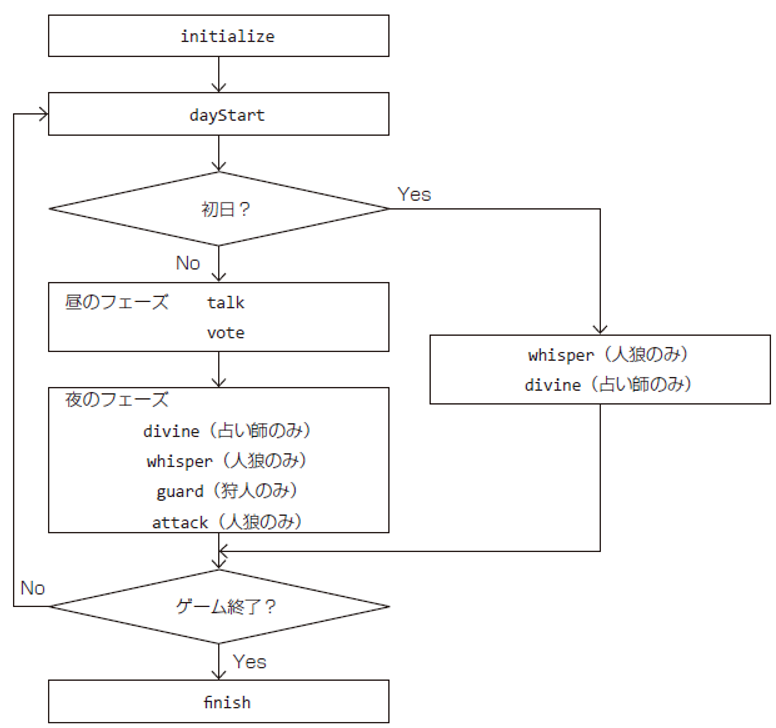 initialize
dayStart
初日？
Yes
No
昼のフェーズ talk
vote
whisper（人狼のみ）
divine（占い師のみ）
夜のフェーズ
divine（占い師のみ）
whisper（人狼のみ）
guard（狩人のみ）
attack（人狼のみ）
No
ゲーム終了？
Yes
finish